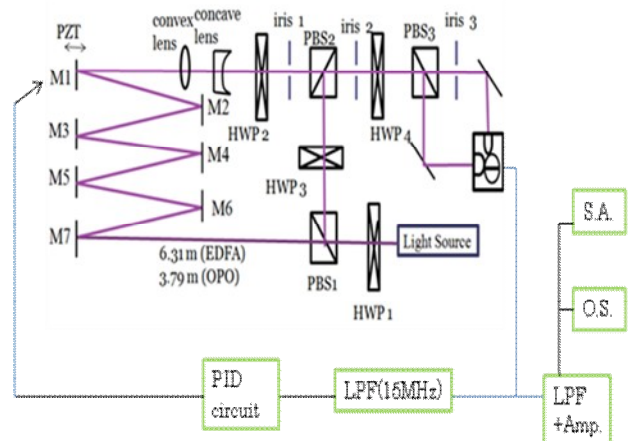 PZT
convex
lens
concave
lens
iris 1
PBS2
iris 2
PBS3
iris 3
M1
M2
HWP 2
HWP 4
M3
M4
HWP3
M5
M6
M7
6.31 m (EDFA)
3.79 m (OPO)
PBS1
Light Source
HWP 1
S.A.
O.S.
PID
circuit
LPF(15MHz)
LPF
+Amp.